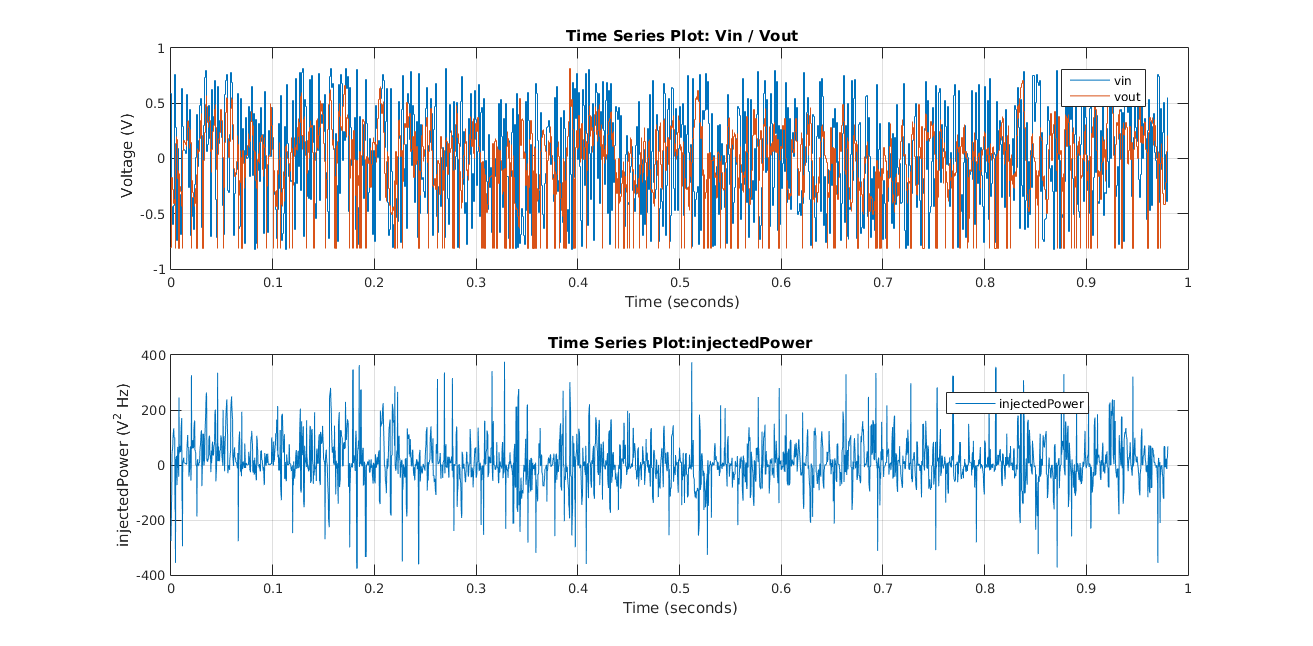 Time Series Plot: Vin / Vout
1
0.5
0
-0.5
-1
Voltage (V)
vin
vout
0 0.1 0.2 0.3 0.4 0.5 0.6 0.7 0.8 0.9 1
Time (seconds)
Time Series Plot:injectedPower
400
200
0
-200
-400
injectedPower (V² Hz)
injectedPower
0 0.1 0.2 0.3 0.4 0.5 0.6 0.7 0.8 0.9 1
Time (seconds)